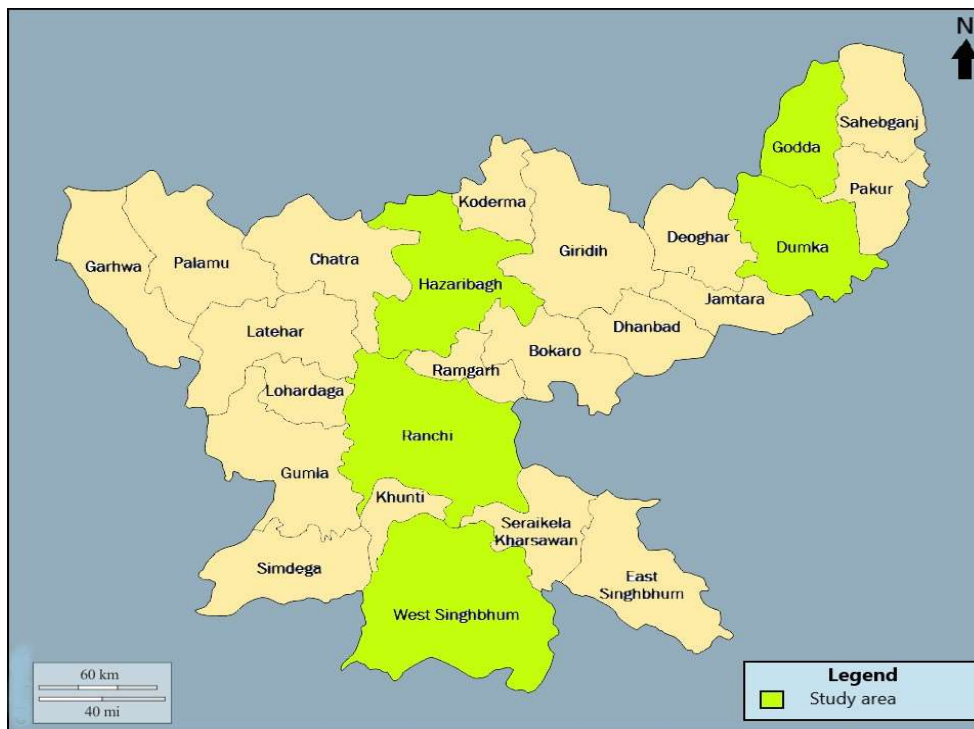 N
Sahebganj
Godda
Pakur
Koderma
Deoghar
Dumka
Giridih
Chatra
Palamu
Garhwa
Hazaribagh
Jamtara
Latehar
Dhanbad
Bokaro
Ramgarh
Lohardaga
Ranchi
Gumla
Khunti
Seraikela
Kharsawan
Simdega
East
Singhbhum
West Singhbhum
60 km
40 mi
Legend
Study area